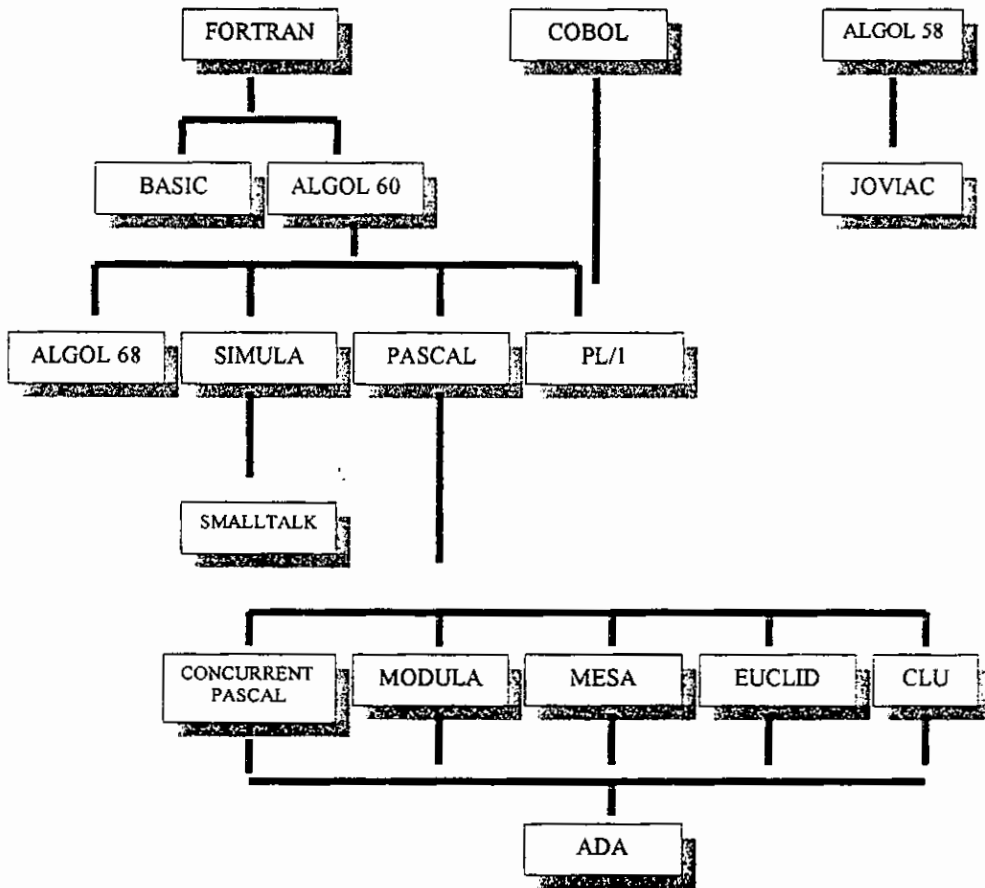 FORTRAN
COBOL
ALGOL 58
BASIC
ALGOL 60
JOVIAC
ALGOL 68
SIMULA
PASCAL
PL/1
SMALLTALK
CONCURRENT
PASCAL
MODULA
MESA
EUCLID
CLU
ADA